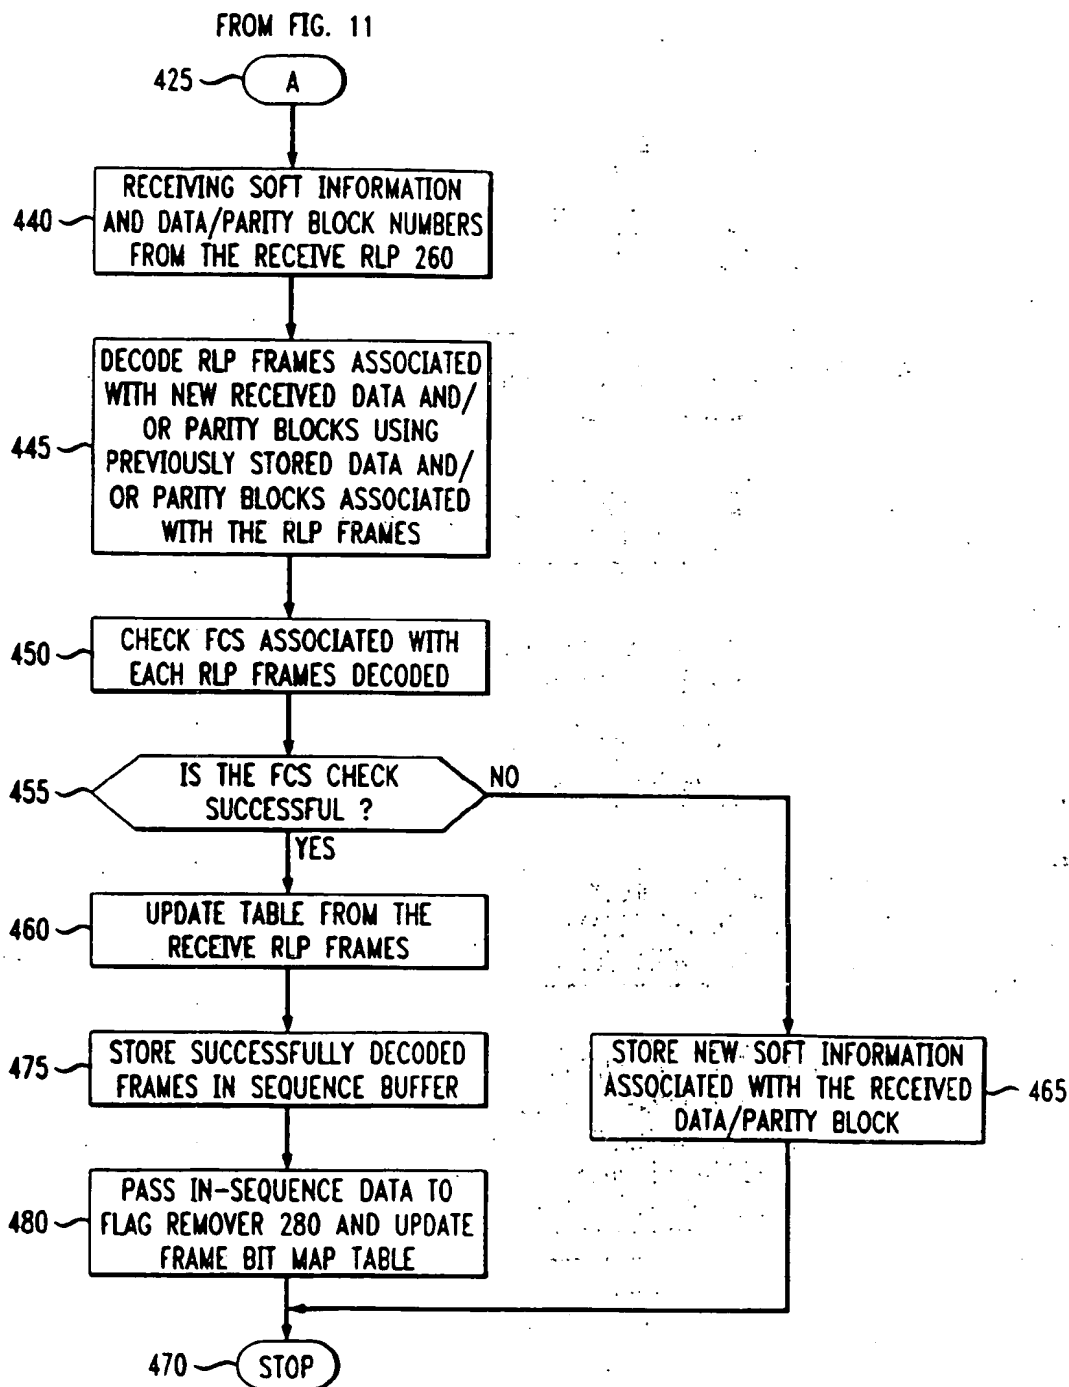 FROM FIG. 11
425
A
RECEIVING SOFT INFORMATION
AND DATA/PARITY BLOCK NUMBERS
FROM THE RECEIVE RLP 260
440
DECODE RLP FRAMES ASSOCIATED
WITH NEW RECEIVED DATA AND/
OR PARITY BLOCKS USING
PREVIOUSLY STORED DATA AND/
OR PARITY BLOCKS ASSOCIATED
WITH THE RLP FRAMES
445
CHECK FCS ASSOCIATED WITH
EACH RLP FRAMES DECODED
450
IS THE FCS CHECK
SUCCESSFUL ?
455
NO
YES
UPDATE TABLE FROM THE
RECEIVE RLP FRAMES
460
STORE SUCCESSFULLY DECODED
FRAMES IN SEQUENCE BUFFER
475
STORE NEW SOFT INFORMATION
ASSOCIATED WITH THE RECEIVED
DATA/PARITY BLOCK
465
PASS IN-SEQUENCE DATA TO
FLAG REMOVER 280 AND UPDATE
FRAME BIT MAP TABLE
480
470
STOP